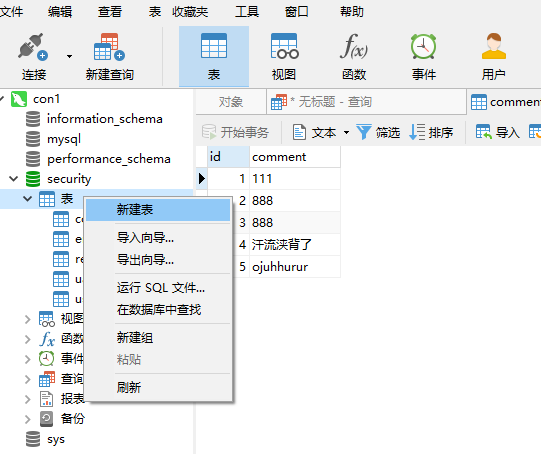 文件 编辑 查看 表 收藏夹 工具 窗口 帮助
连接 新建查询 表 视图 函数 事件 用户
f(x)
con1
information_schema
mysql
performance_schema
security
表
视图
fx 函数
事件
查询
报表
备份
sys
对象 * 无标题 - 查询 comment
开始事务 文本 筛选 排序 导入
id comment
1 111
2 888
3 888
4 汗流浃背了
5 ojuhhurur
新建表
导入向导...
导出向导...
运行 SQL 文件...
在数据库中查找
新建组
粘贴
刷新